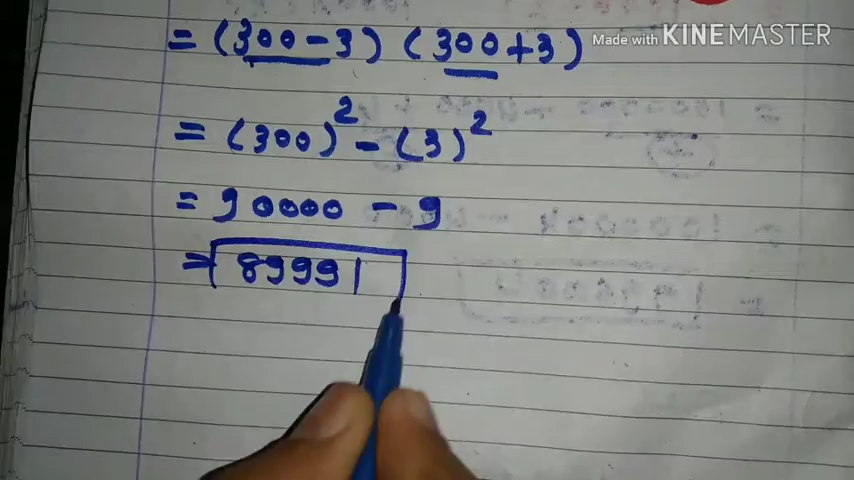 = (300 - 3) (300 + 3)
Made with KINEMASTER
= (300)² - (3)²
= 90000 - 9
= 89991